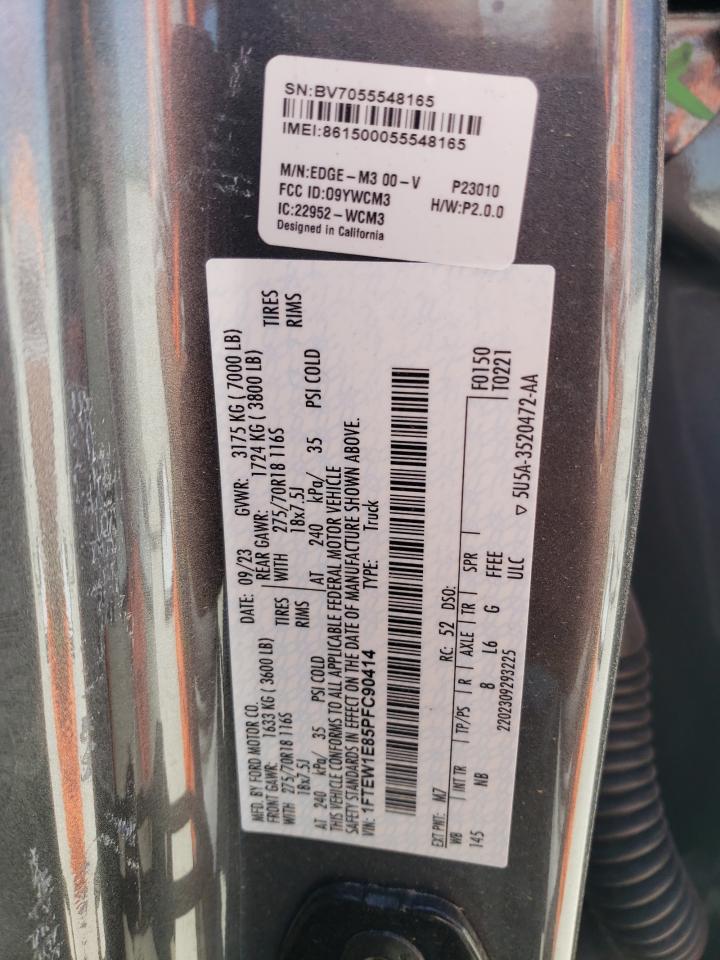 SN:BV7055548165
IMEI:861500055548165
M/N:EDGE-M3 00-V
P23010
FCC ID:09YWCM3
H/W:P2.0.0
IC:22952-WCM3
Designed in California
MFD. BY FORD MOTOR CO.
DATE: 09/23 GVWR: 3175 KG ( 7000 LB)
FRONT GAWR: 1633 KG ( 3600 LB) REAR GAWR: 1724 KG ( 3800 LB)
WITH 275/70R18 116S TIRES WITH 275/70R18 116S TIRES
18x7.5J RIMS 18x7.5J RIMS
AT 240 kPa/ 35 PSI COLD AT 240 kPa/ 35 PSI COLD
THIS VEHICLE CONFORMS TO ALL APPLICABLE FEDERAL MOTOR VEHICLE
SAFETY STANDARDS IN EFFECT ON THE DATE OF MANUFACTURE SHOWN ABOVE.
VIN: 1FTEW1E85PFC90414 TYPE: Truck
EXT PNT: M7 RC: 52 DSO: F0150
WB INT TR TP/PS R AXLE TR SPR T0221
145 NB 8 L6 G FFEE
2202309293225 ULC ▽ 5U5A-3520472-AA